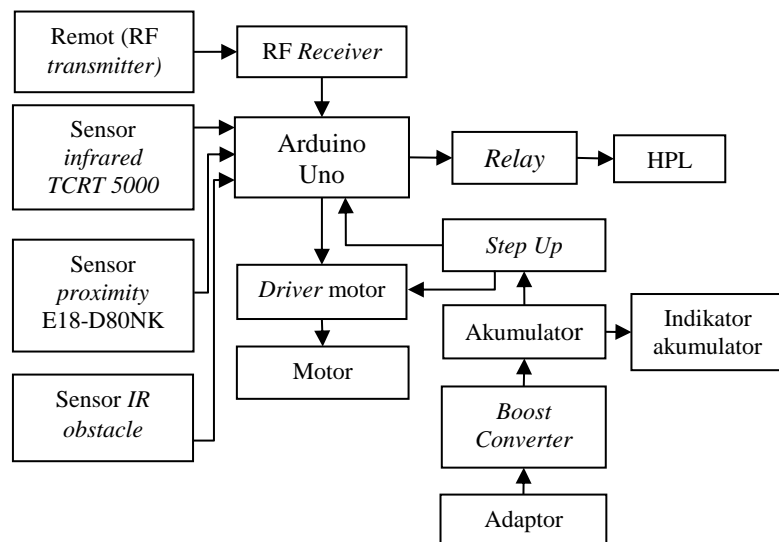 Remot (RF
transmitter)
RF Receiver
Sensor
infrared
TCRT 5000
Arduino
Uno
Relay
HPL
Sensor
proximity
E18-D80NK
Step Up
Driver motor
Akumulator
Indikator
akumulator
Motor
Sensor IR
obstacle
Boost
Converter
Adaptor